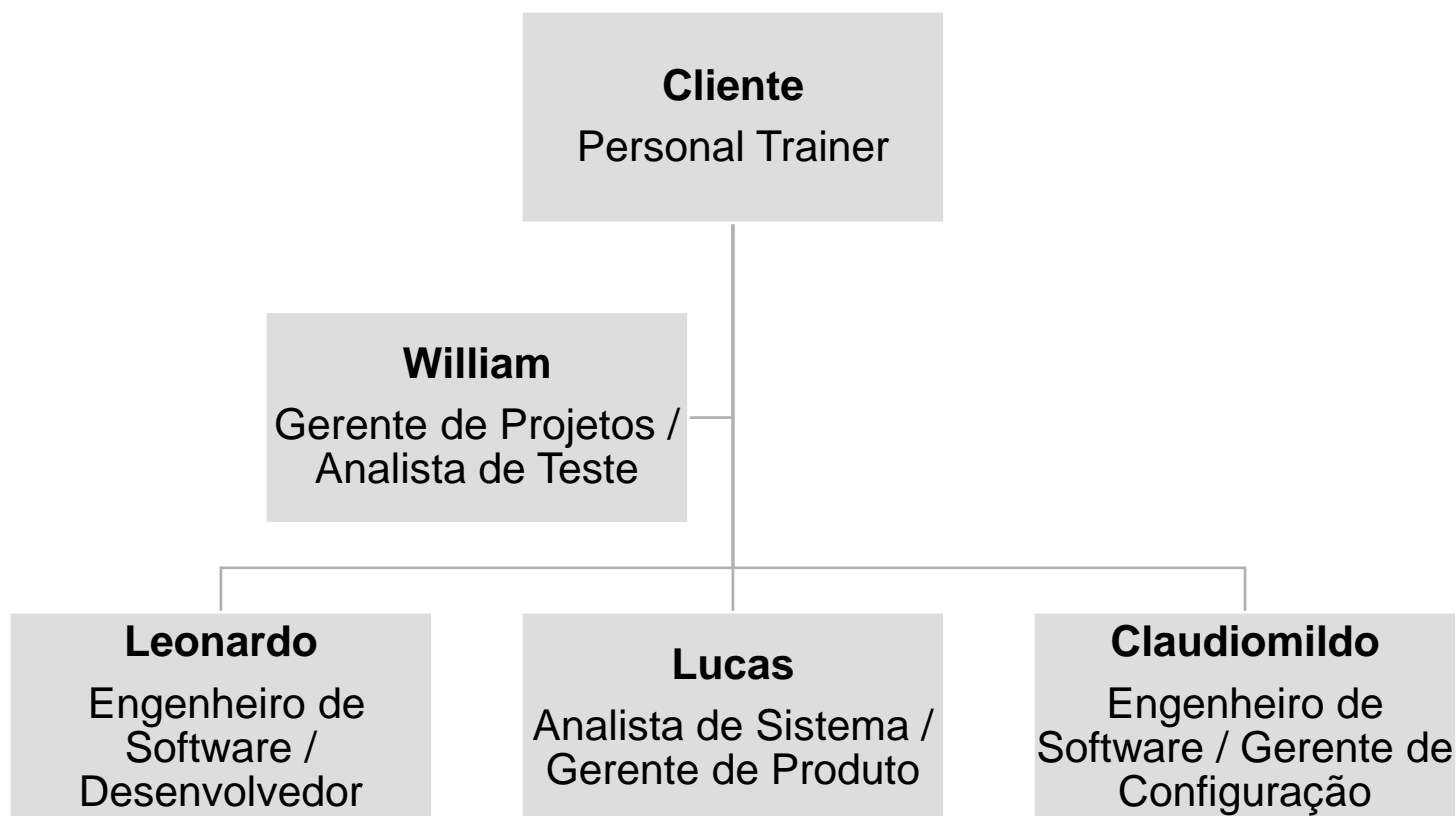 Cliente
Personal Trainer
William
Gerente de Projetos /
Analista de Teste
Leonardo
Engenheiro de
Software /
Desenvolvedor
Lucas
Analista de Sistema /
Gerente de Produto
Claudiomildo
Engenheiro de
Software / Gerente de
Configuração